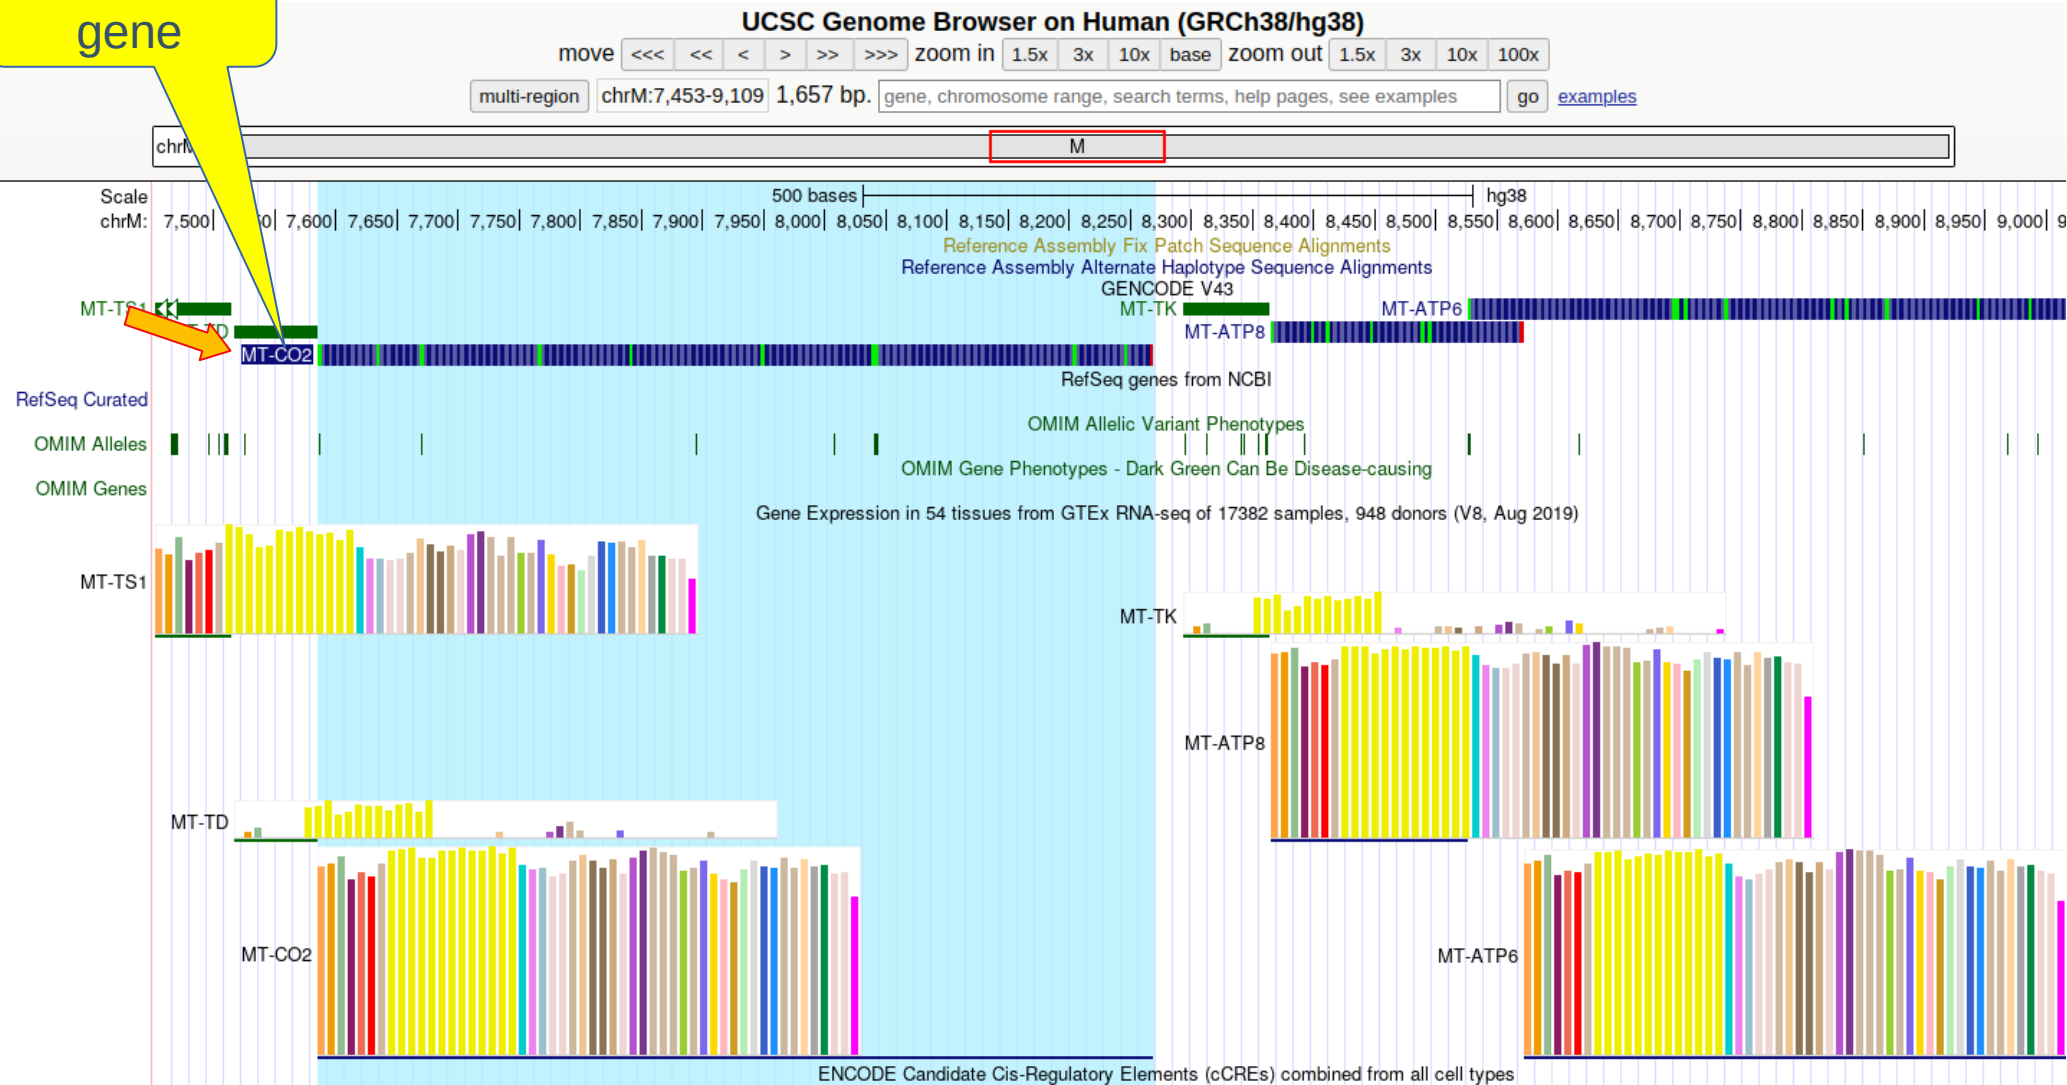 gene
UCSC Genome Browser on Human (GRCh38/hg38)
move <<< << < > >> >>> zoom in 1.5x 3x 10x base zoom out 1.5x 3x 10x 100x
multi-region chrM:7,453-9,109 1,657 bp. gene, chromosome range, search terms, help pages, see examples go examples
chrM M
Scale 500 bases hg38
chrM: 7,500 7,600 7,650 7,700 7,750 7,800 7,850 7,900 7,950 8,000 8,050 8,100 8,150 8,200 8,250 8,300 8,350 8,400 8,450 8,500 8,550 8,600 8,650 8,700 8,750 8,800 8,850 8,900 8,950 9,000
Reference Assembly Fix Patch Sequence Alignments
Reference Assembly Alternate Haplotype Sequence Alignments
GENCODE V43
MT-TS1 MT-TK MT-ATP6
MT-ATP8
MT-CO2
RefSeq genes from NCBI
RefSeq Curated
OMIM Allelic Variant Phenotypes
OMIM Alleles
OMIM Gene Phenotypes - Dark Green Can Be Disease-causing
OMIM Genes
Gene Expression in 54 tissues from GTEx RNA-seq of 17382 samples, 948 donors (V8, Aug 2019)
MT-TS1
MT-TK
MT-ATP8
MT-TD
MT-CO2
MT-ATP6
ENCODE Candidate Cis-Regulatory Elements (cCREs) combined from all cell types